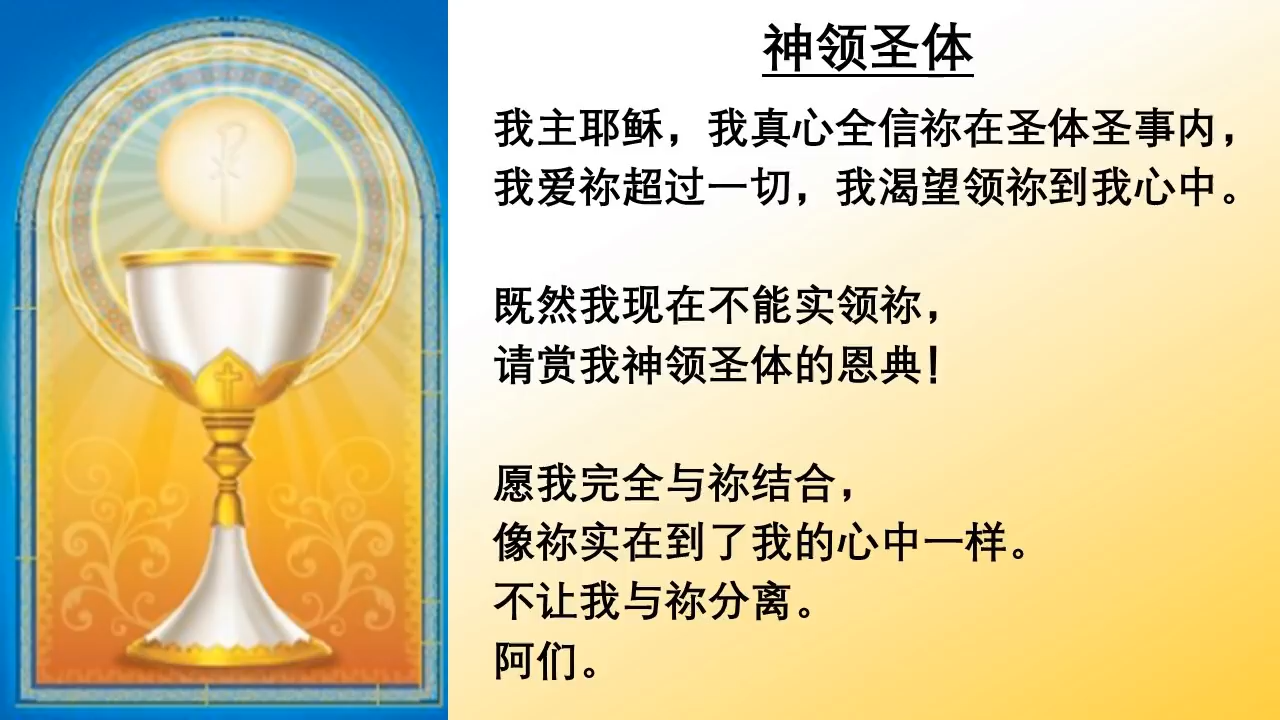 神领圣体
我主耶稣，我真心全信祢在圣体圣事内，
我爱祢超过一切，我渴望领祢到我心中。
既然我现在不能实领祢，
请赏我神领圣体的恩典！
愿我完全与祢结合，
像祢实在到了我的心中一样。
不让我与祢分离。
阿们。